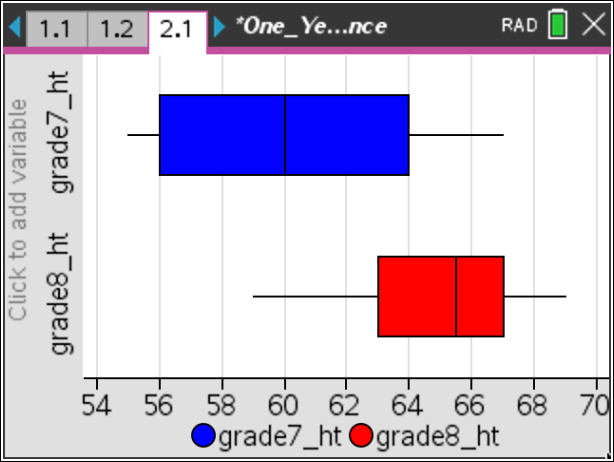 1.1 1.2 2.1 *One_Ye...nce RAD
Click to add variable
grade7_ht
grade8_ht
54 56 58 60 62 64 66 68 70
grade7_ht grade8_ht